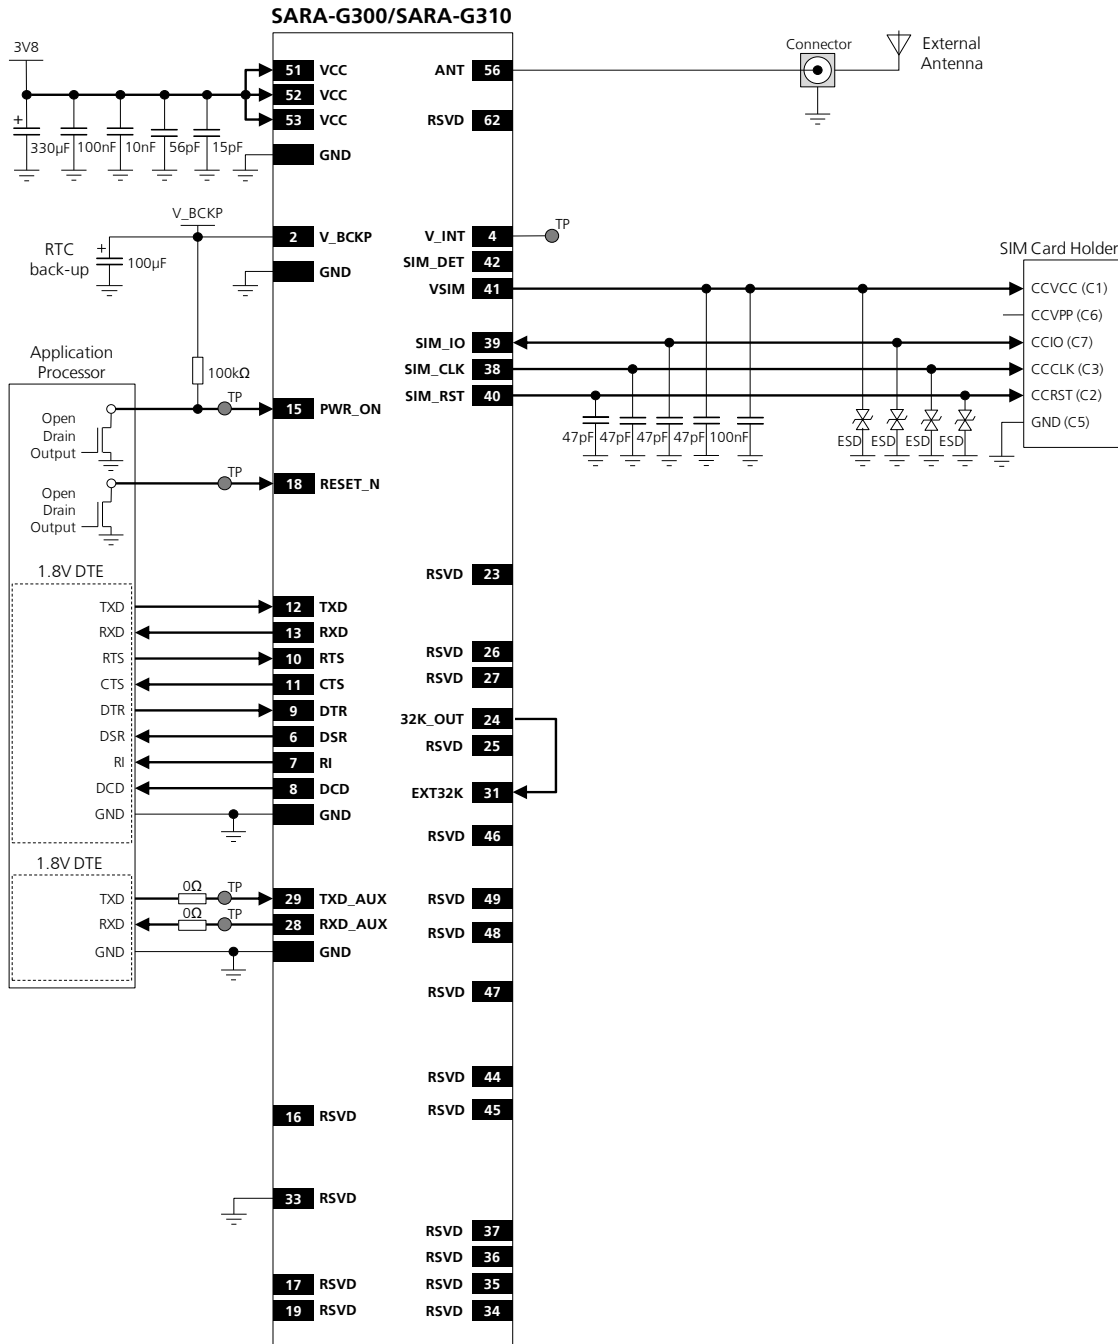 SARA-G300/SARA-G310
3V8
51 VCC
52 VCC
53 VCC
GND
+
330µF 100nF 10nF 56pF 15pF
ANT 56
RSVD 62
Connector
External
Antenna
V_BCKP
2 V_BCKP
GND
RTC
back-up
+
100µF
100kΩ
V_INT 4
TP
SIM_DET 42
VSIM 41
SIM_IO 39
SIM_CLK 38
SIM_RST 40
47pF 47pF 47pF 47pF 100nF
ESD ESD ESD ESD
SIM Card Holder
CCVCC (C1)
CCVPP (C6)
CCIO (C7)
CCCLK (C3)
CCRST (C2)
GND (C5)
Application
Processor
Open
Drain
Output
TP
15 PWR_ON
Open
Drain
Output
TP
18 RESET_N
1.8V DTE
TXD 12 TXD
RXD 13 RXD
RTS 10 RTS
CTS 11 CTS
DTR 9 DTR
DSR 6 DSR
RI 7 RI
DCD 8 DCD
GND GND
1.8V DTE
TXD 0Ω TP 29 TXD_AUX
RXD 0Ω TP 28 RXD_AUX
GND GND
RSVD 23
RSVD 26
RSVD 27
32K_OUT 24
RSVD 25
EXT32K 31
RSVD 46
RSVD 49
RSVD 48
RSVD 47
RSVD 44
RSVD 45
16 RSVD
33 RSVD
RSVD 37
RSVD 36
17 RSVD
RSVD 35
19 RSVD
RSVD 34